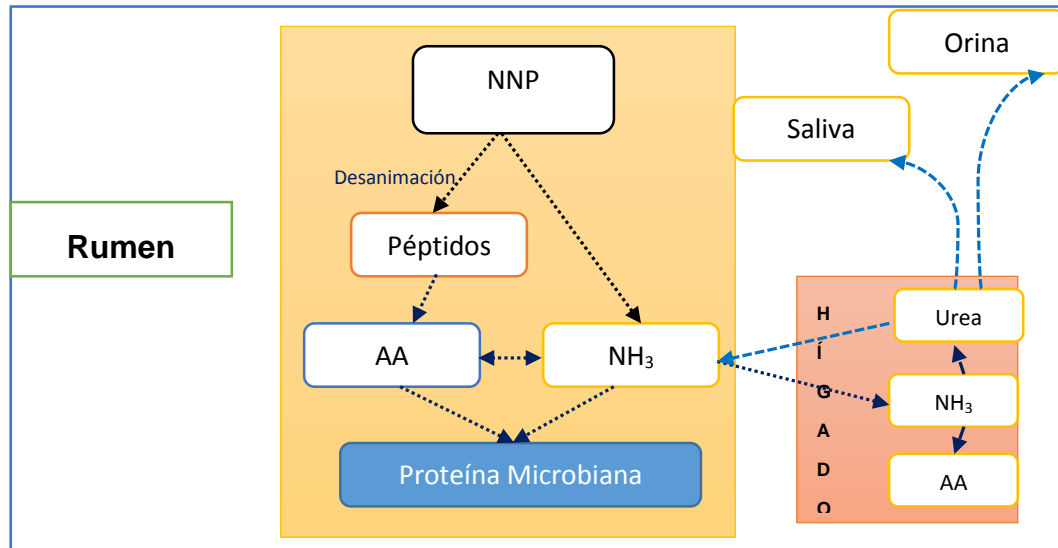 Orina
NNP
Saliva
Desanimación
Rumen
Péptidos
H
Í
G
A
D
O
Urea
AA
NH₃
NH₃
Proteína Microbiana
AA